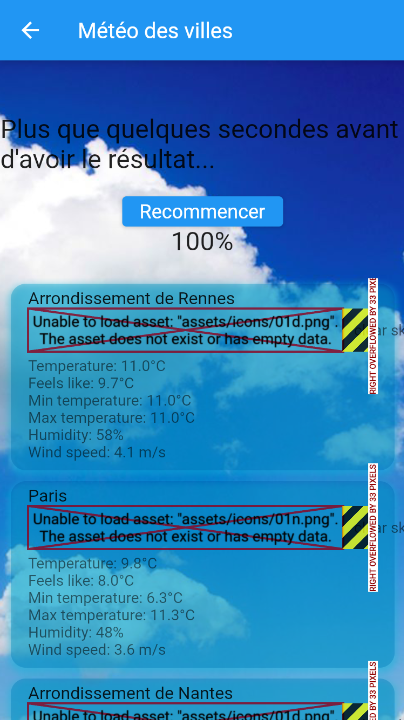 Météo des villes
Plus que quelques secondes avant
d'avoir le résultat...
Recommencer
100%
Arrondissement de Rennes
Unable to load asset: "assets/icons/01d.png".
The asset does not exist or has empty data.
ar sk
RIGHT OVERFLOWED BY 33 PIXE
Temperature: 11.0°C
Feels like: 9.7°C
Min temperature: 11.0°C
Max temperature: 11.0°C
Humidity: 58%
Wind speed: 4.1 m/s
Paris
Unable to load asset: "assets/icons/01n.png".
The asset does not exist or has empty data.
ar sk
RIGHT OVERFLOWED BY 33 PIXELS
Temperature: 9.8°C
Feels like: 8.0°C
Min temperature: 6.3°C
Max temperature: 11.3°C
Humidity: 48%
Wind speed: 3.6 m/s
Arrondissement de Nantes
Unable to load asset: "assets/icons/01d.png".
ED BY 33 PIXELS